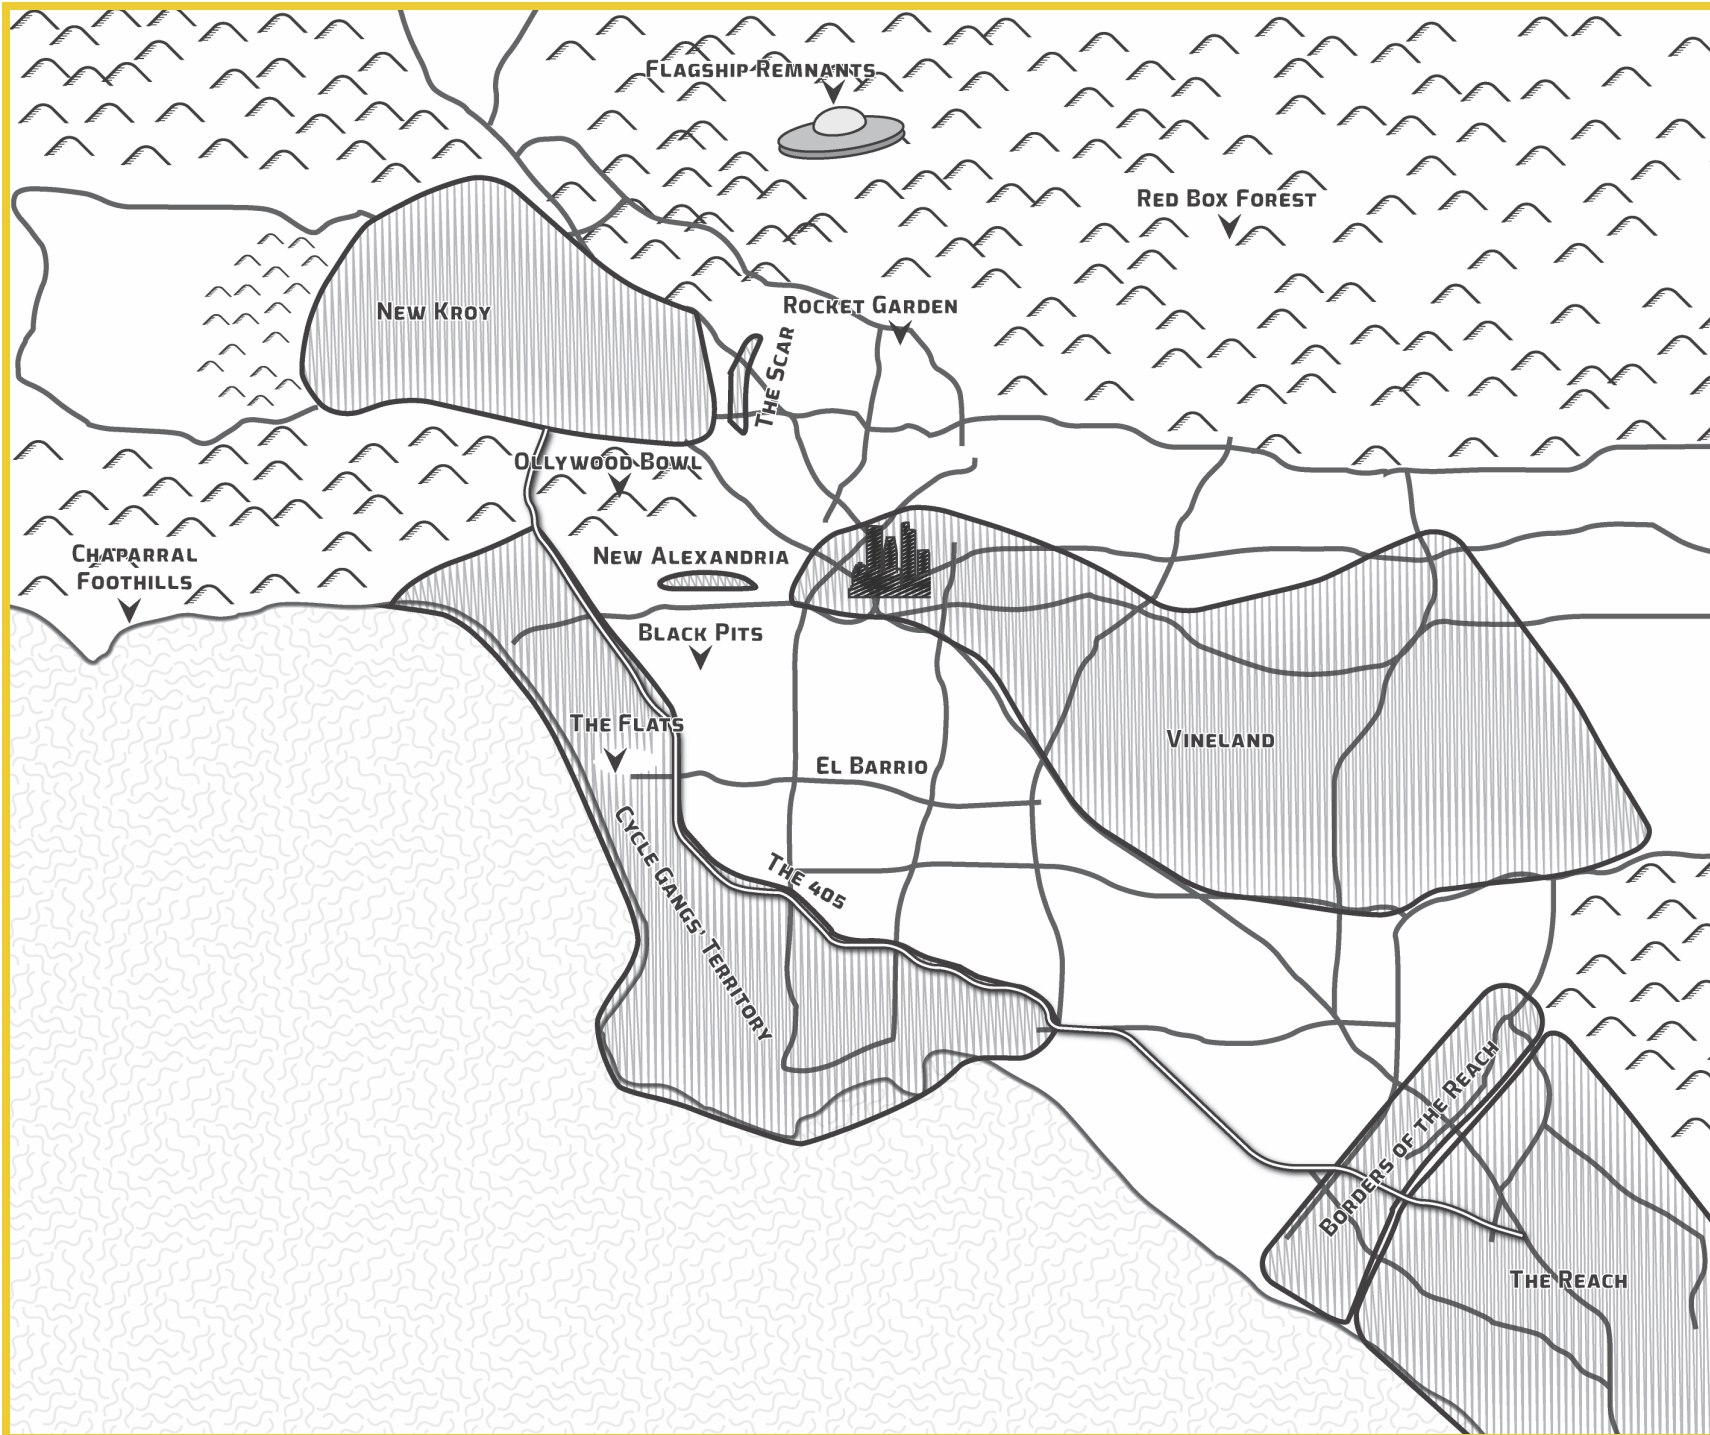 Flagship Remnants
Red Box Forest
Rocket Garden
New Kroy
The Scar
Ollywood Bowl
New Alexandria
Chaparral
Foothills
Black Pits
The Flats
Vineland
El Barrio
Cycle Gangs' Territory
The 405
Borders of the Reach
The Reach